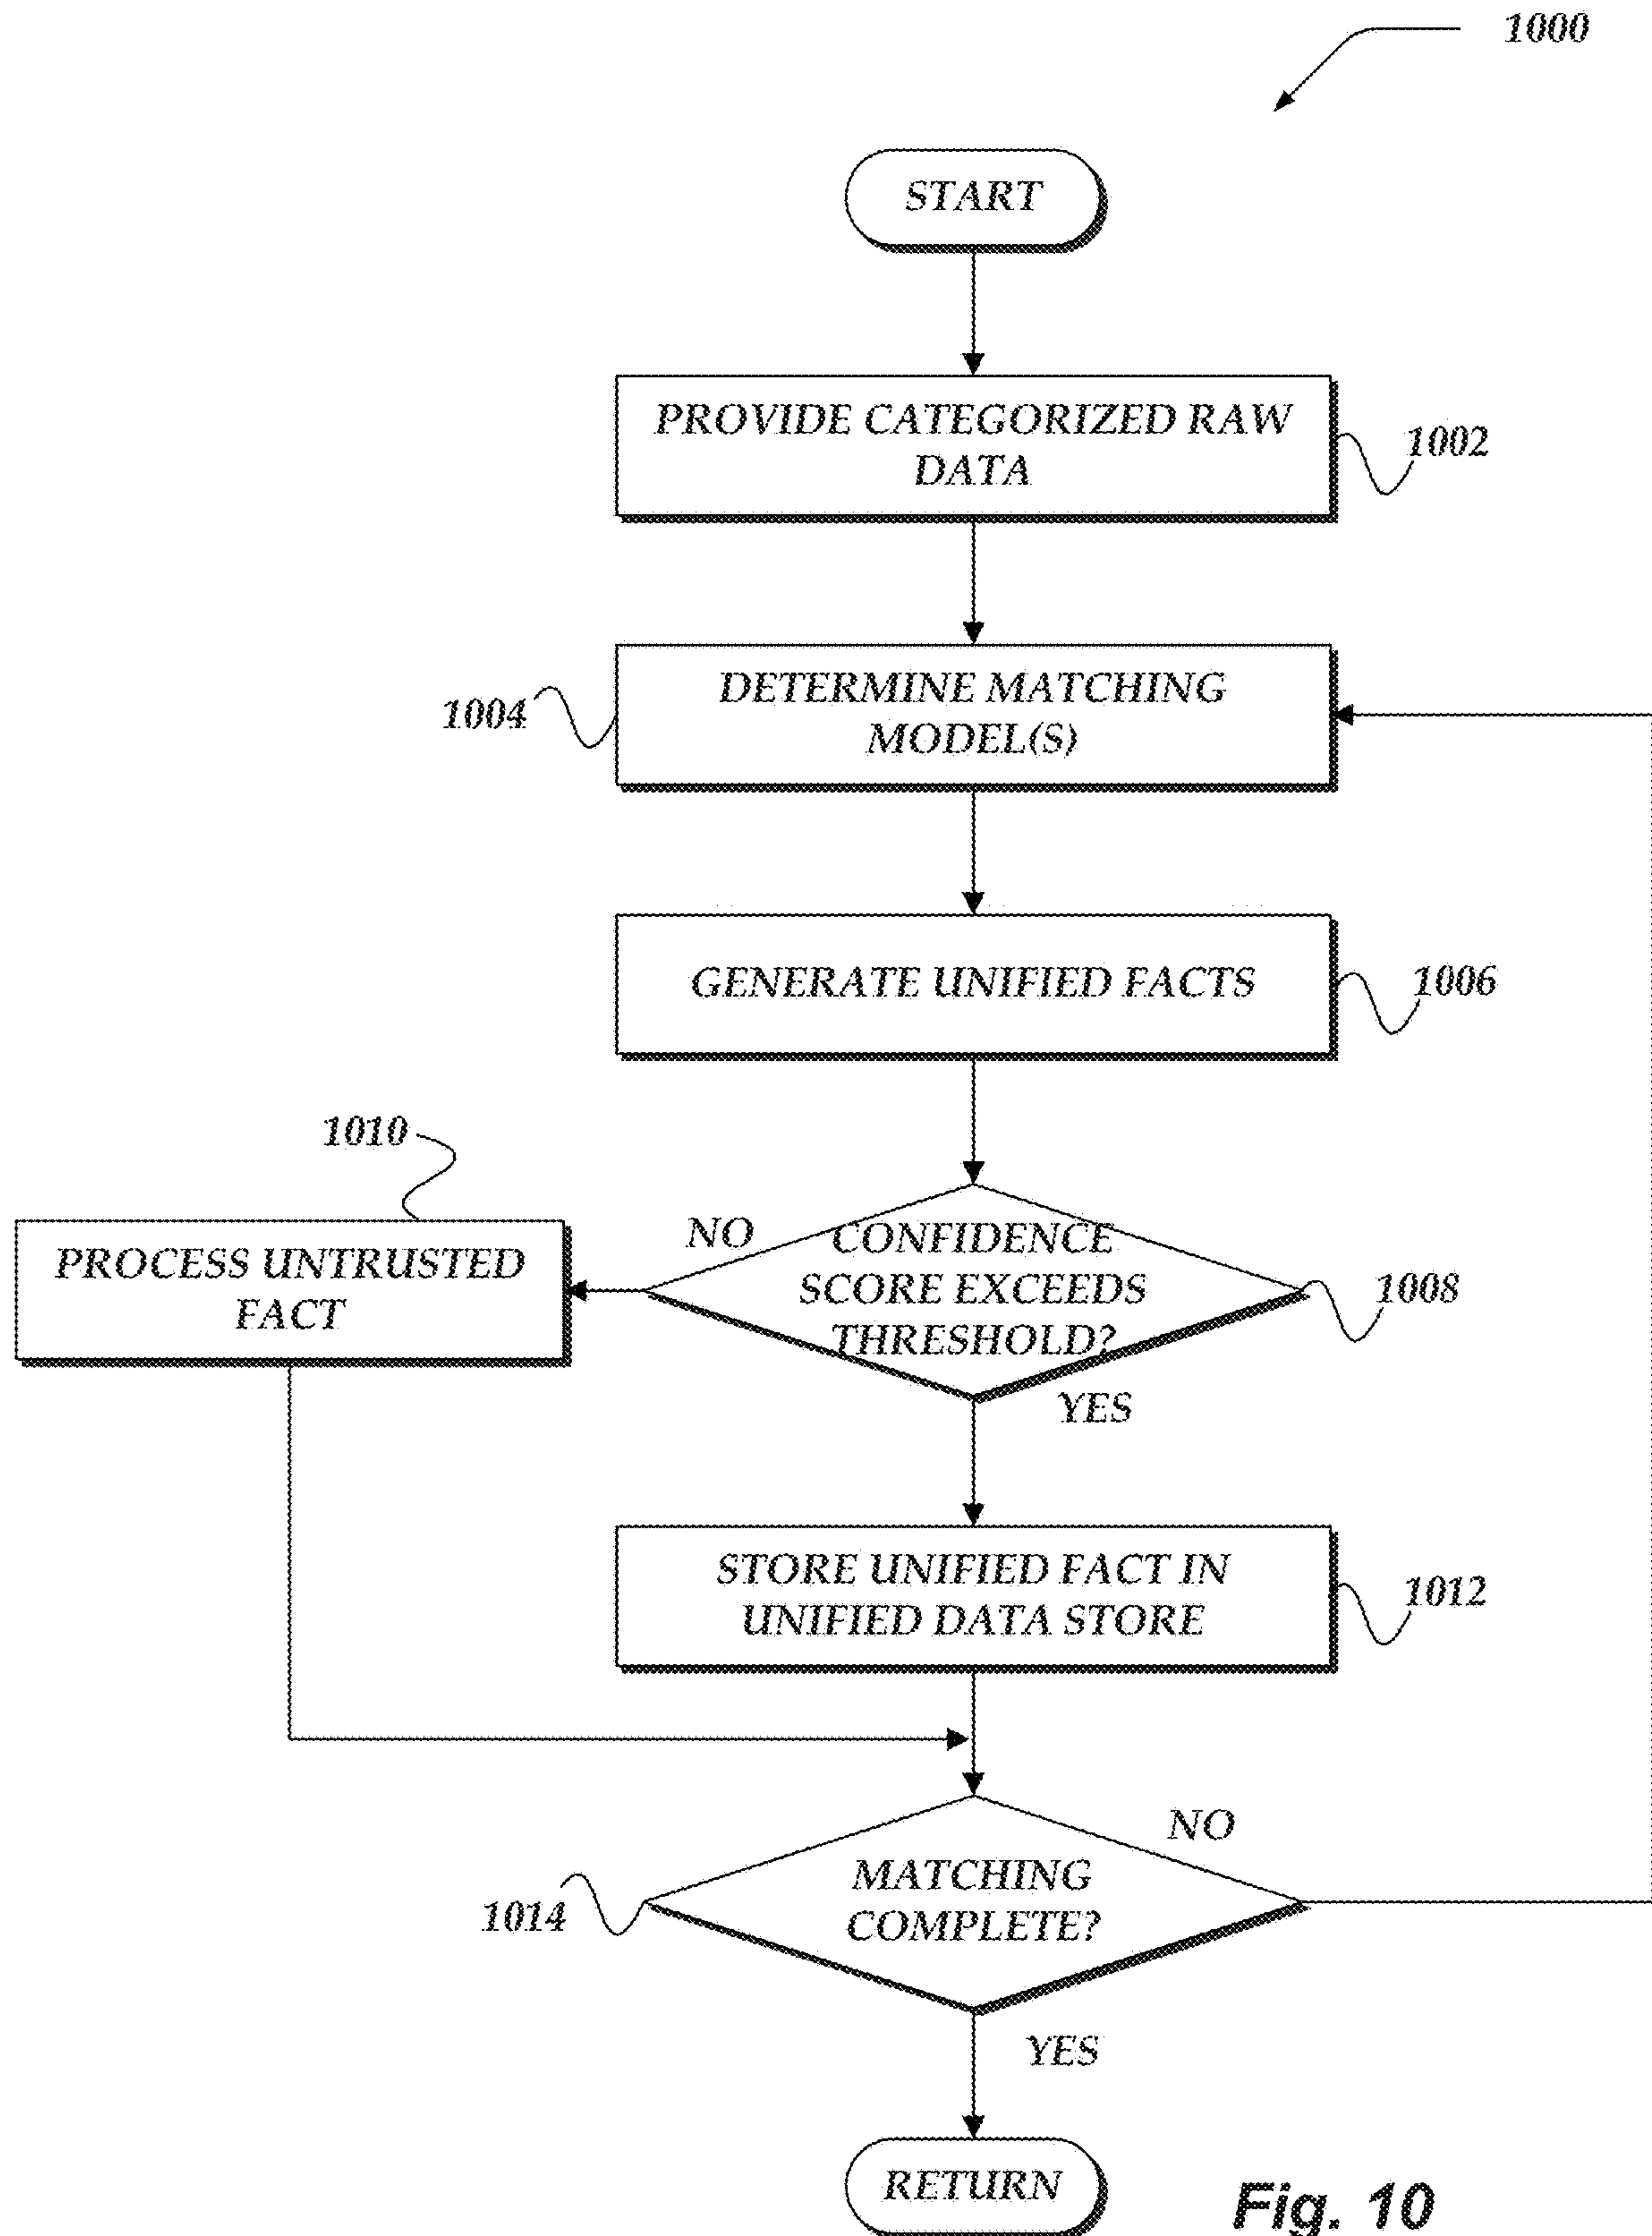 1000
START
PROVIDE CATEGORIZED RAW
DATA
1002
DETERMINE MATCHING
MODEL(S)
1004
GENERATE UNIFIED FACTS
1006
1010
PROCESS UNTRUSTED
FACT
NO
CONFIDENCE
SCORE EXCEEDS
THRESHOLD?
1008
YES
STORE UNIFIED FACT IN
UNIFIED DATA STORE
1012
NO
MATCHING
COMPLETE?
1014
YES
RETURN
Fig. 10